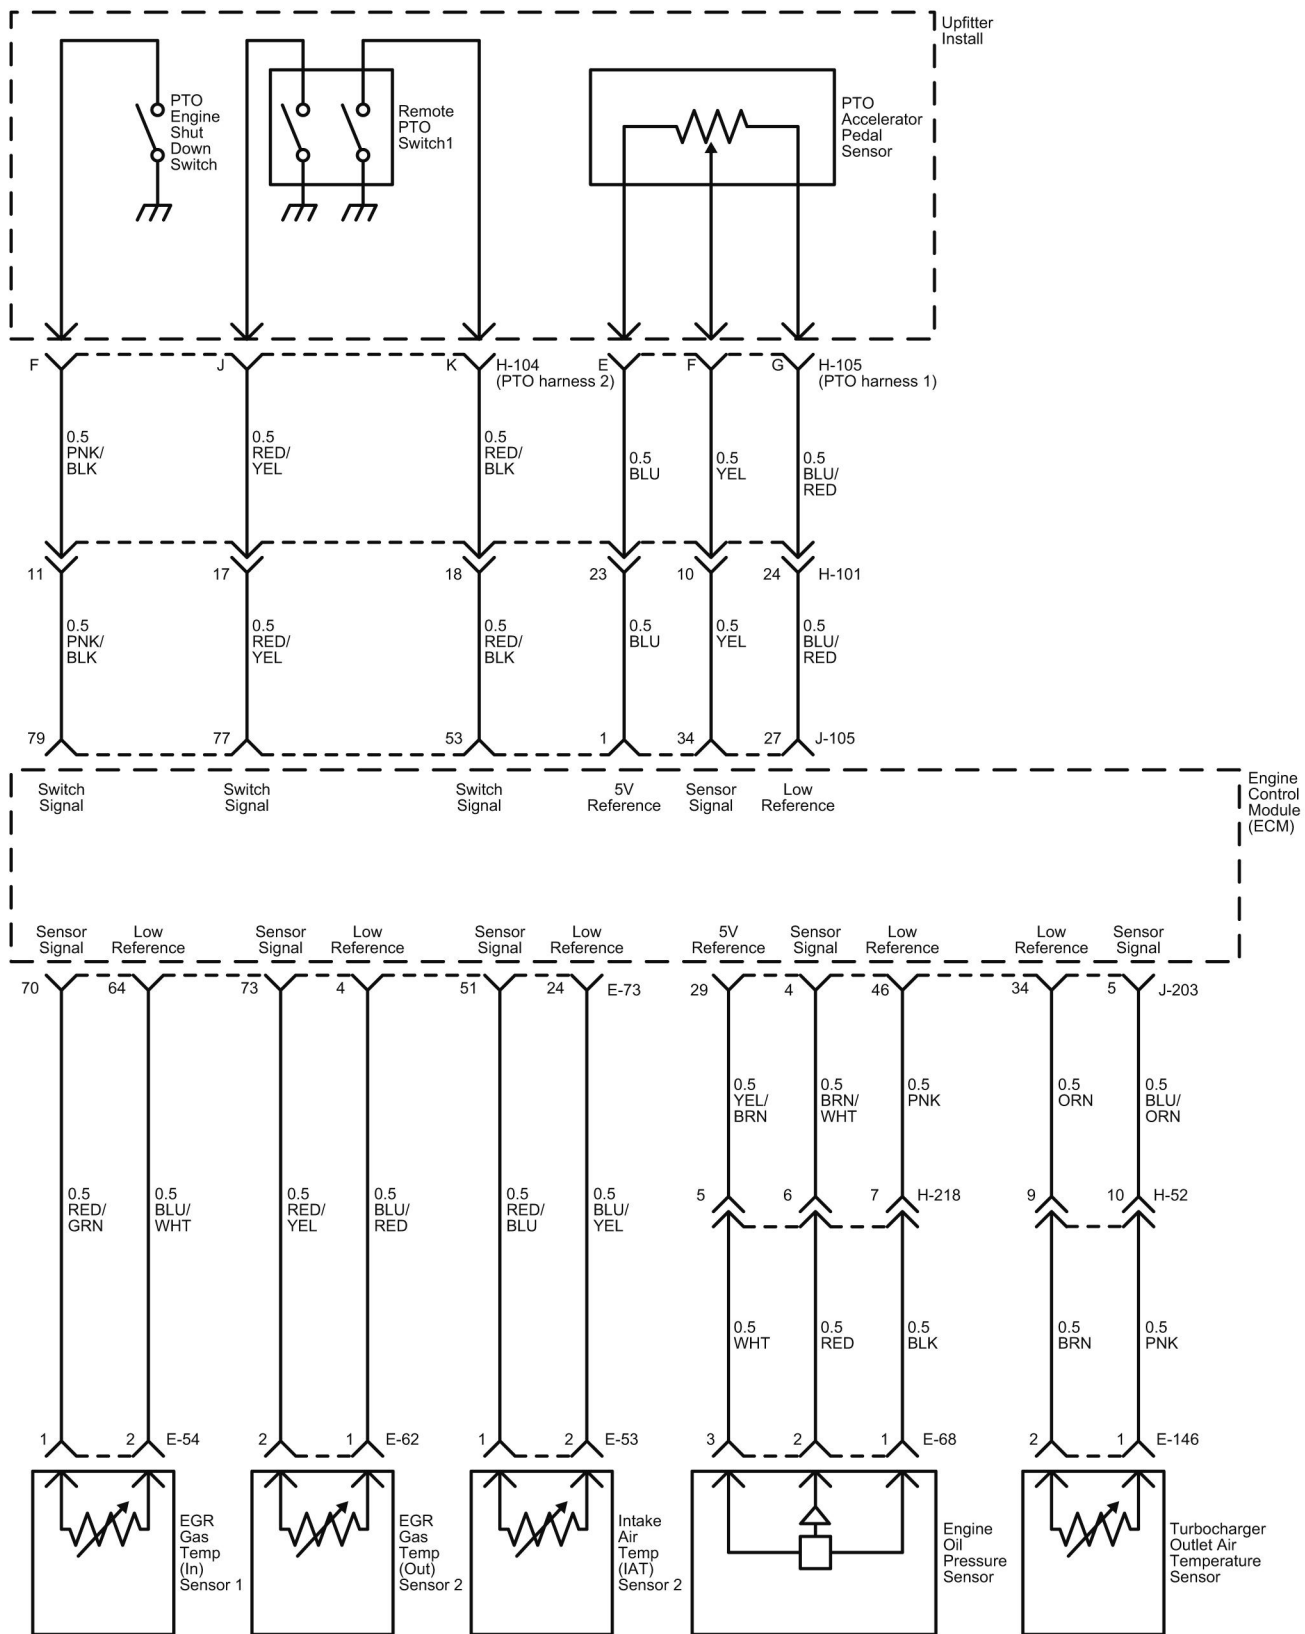 Upfitter
Install
PTO
Engine
Shut
Down
Switch
Remote
PTO
Switch1
PTO
Accelerator
Pedal
Sensor
F
J
K
H-104
(PTO harness 2)
E
F
G
H-105
(PTO harness 1)
0.5
PNK/
BLK
0.5
RED/
YEL
0.5
RED/
BLK
0.5
BLU
0.5
YEL
0.5
BLU/
RED
11
17
18
23
10
24
H-101
0.5
PNK/
BLK
0.5
RED/
YEL
0.5
RED/
BLK
0.5
BLU
0.5
YEL
0.5
BLU/
RED
79
77
53
1
34
27
J-105
Switch
Signal
Switch
Signal
Switch
Signal
5V
Reference
Sensor
Signal
Low
Reference
Engine
Control
Module
(ECM)
Sensor
Signal
Low
Reference
Sensor
Signal
Low
Reference
Sensor
Signal
Low
Reference
5V
Reference
Sensor
Signal
Low
Reference
Low
Reference
Sensor
Signal
70
64
73
4
51
24
E-73
29
4
46
34
5
J-203
0.5
YEL/
BRN
0.5
BRN/
WHT
0.5
PNK
0.5
ORN
0.5
BLU/
ORN
0.5
RED/
GRN
0.5
BLU/
WHT
0.5
RED/
YEL
0.5
BLU/
RED
0.5
RED/
BLU
0.5
BLU/
YEL
5
6
7
H-218
9
10
H-52
0.5
WHT
0.5
RED
0.5
BLK
0.5
BRN
0.5
PNK
1
2
E-54
2
1
E-62
1
2
E-53
3
2
1
E-68
2
1
E-146
EGR
Gas
Temp
(In)
Sensor 1
EGR
Gas
Temp
(Out)
Sensor 2
Intake
Air
Temp
(IAT)
Sensor 2
Engine
Oil
Pressure
Sensor
Turbocharger
Outlet Air
Temperature
Sensor